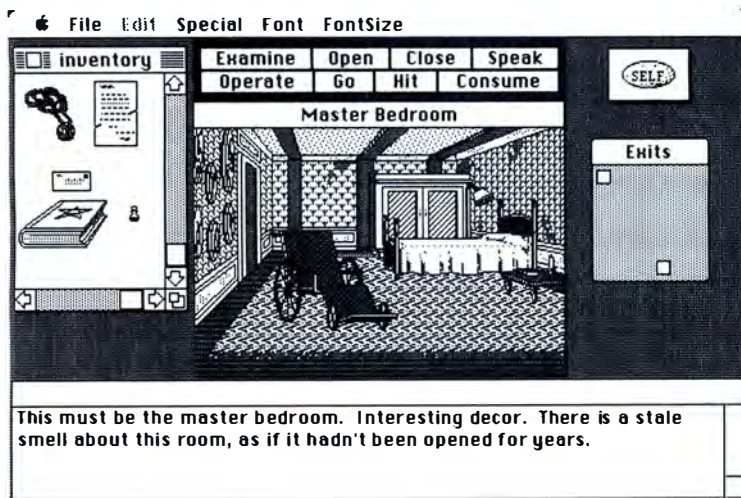 File Edit Special Font FontSize
inventory
Examine Open Close Speak
Operate Go Hit Consume
SELF
Master Bedroom
Exits
This must be the master bedroom. Interesting decor. There is a stale
smell about this room, as if it hadn't been opened for years.